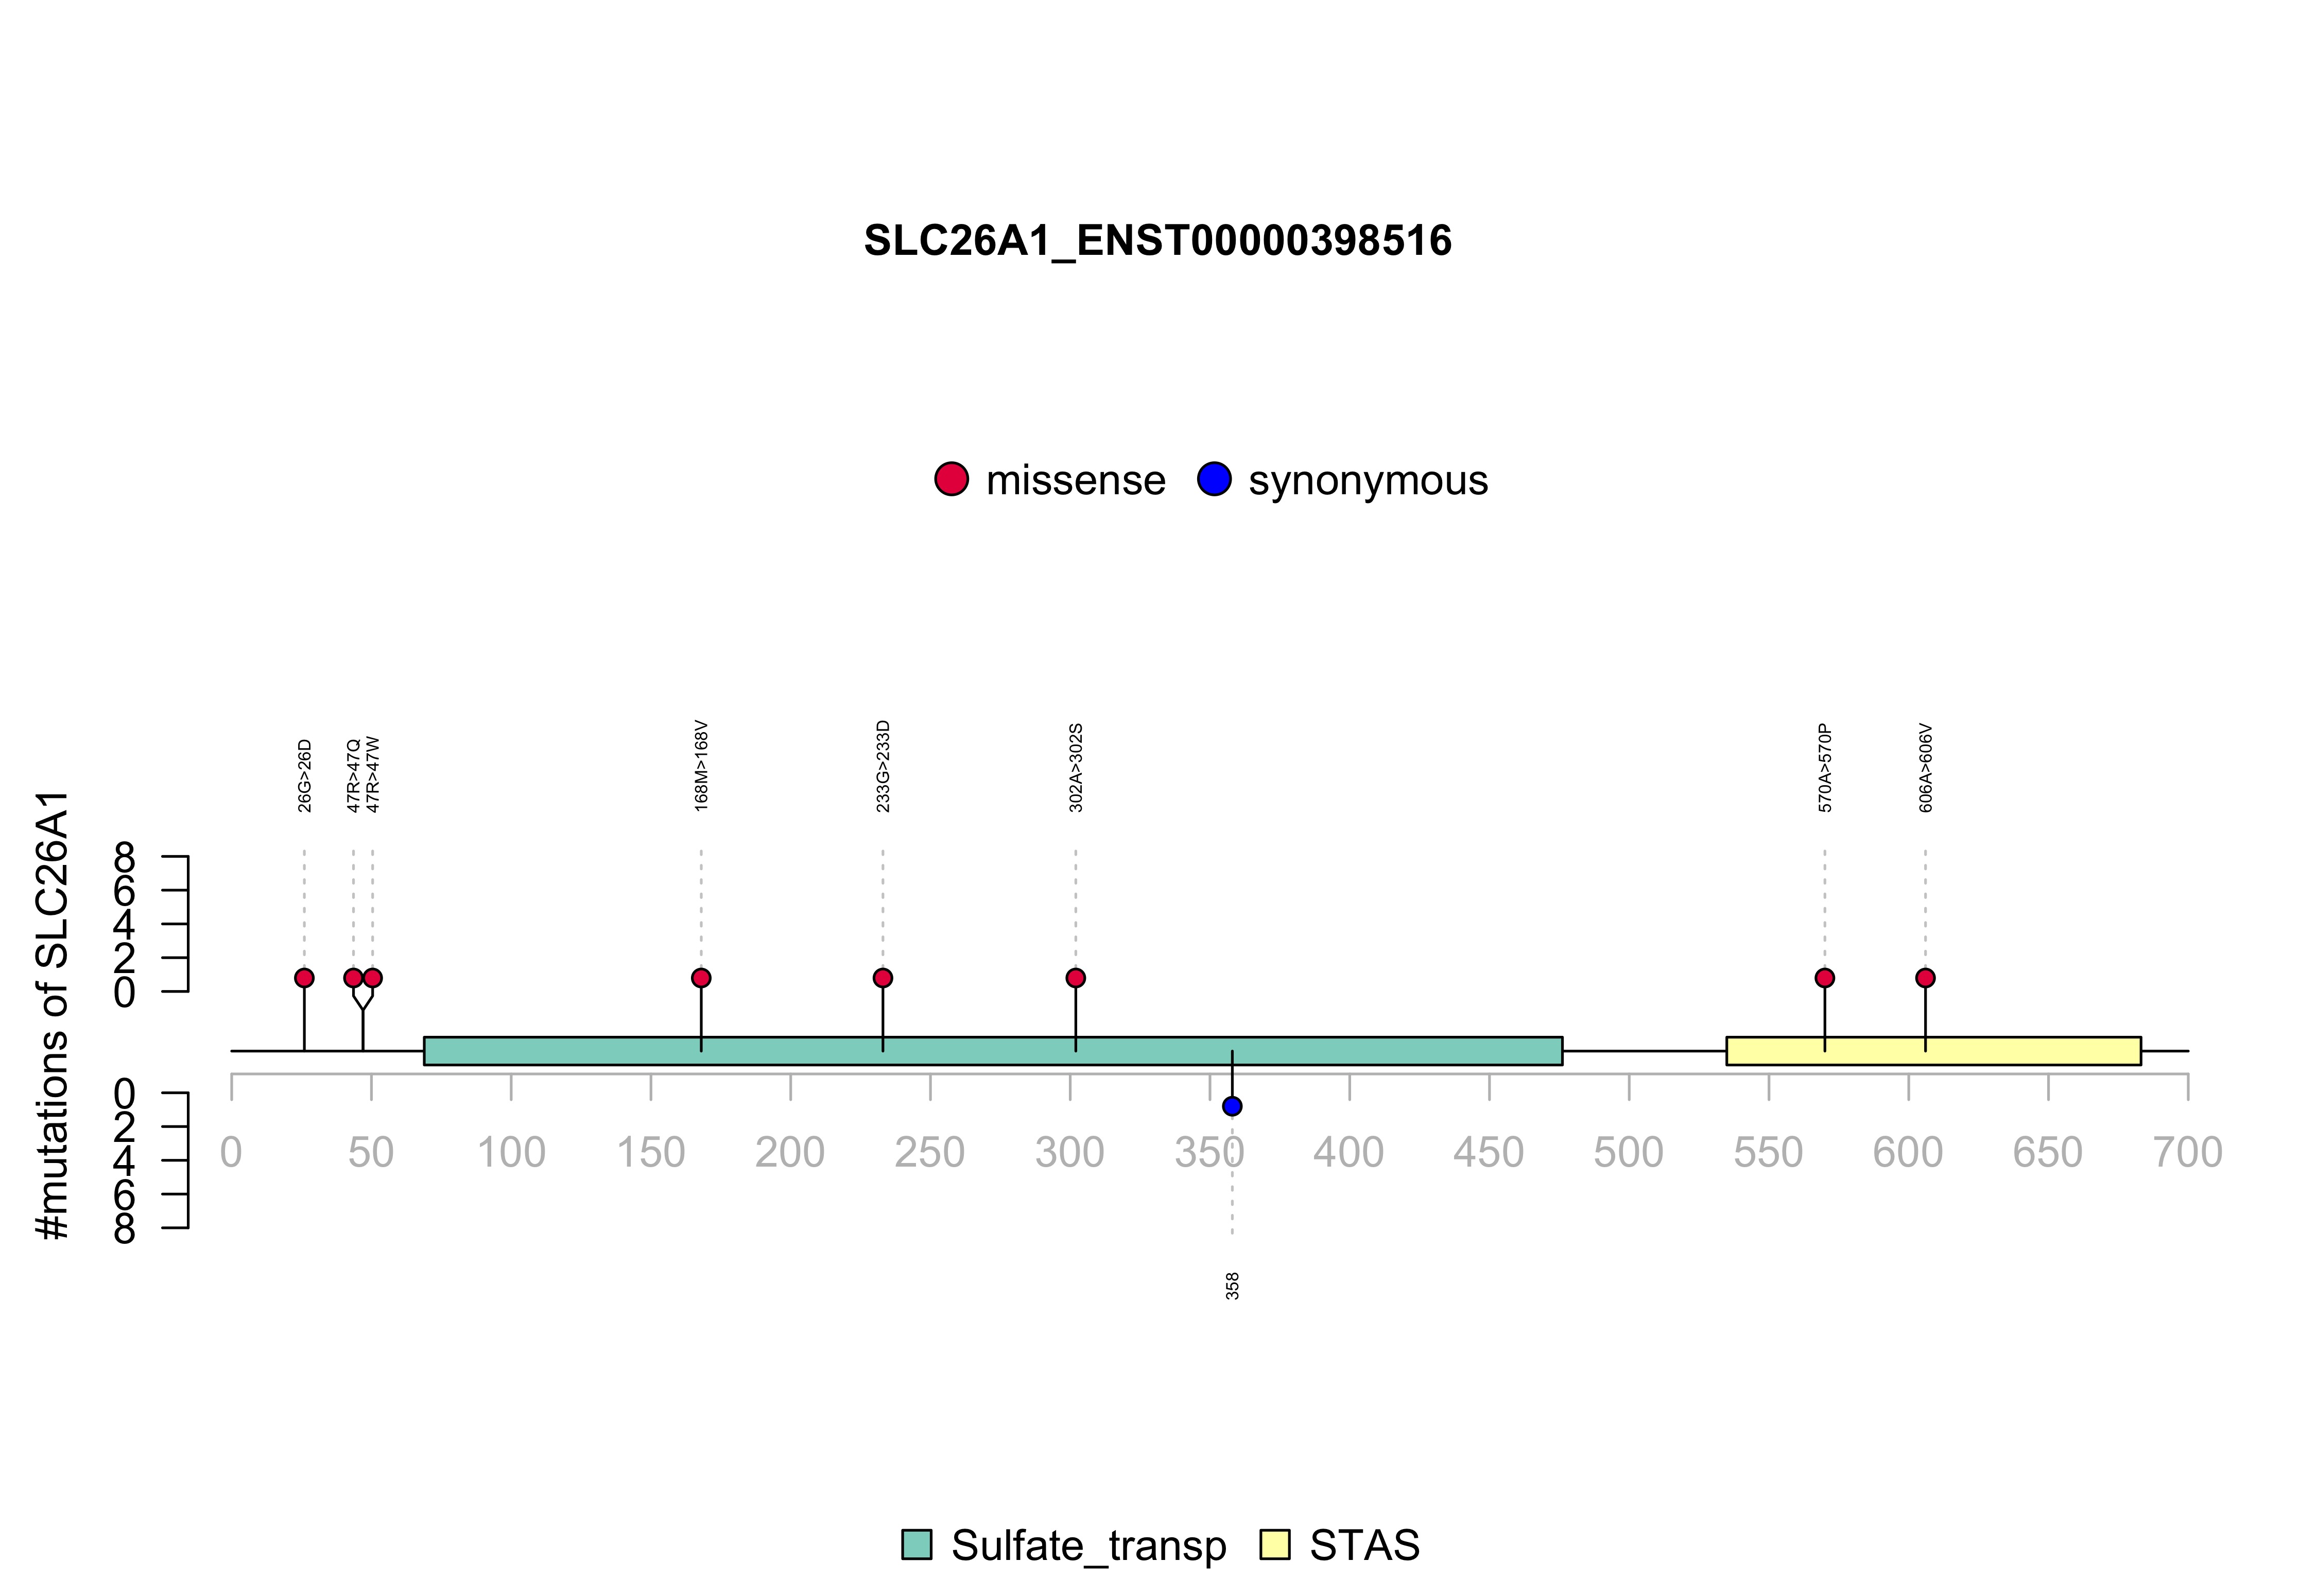 SLC26A1_ENST00000398516
missense
synonymous
26G>26D
47R>47Q
47R>47W
168M>168V
233G>233D
302A>302S
570A>570P
606A>606V
#mutations of SLC26A1
8
6
4
2
0
0
2
4
6
8
0 50 100 150 200 250 300 350 400 450 500 550 600 650 700
358
Sulfate_transp
STAS